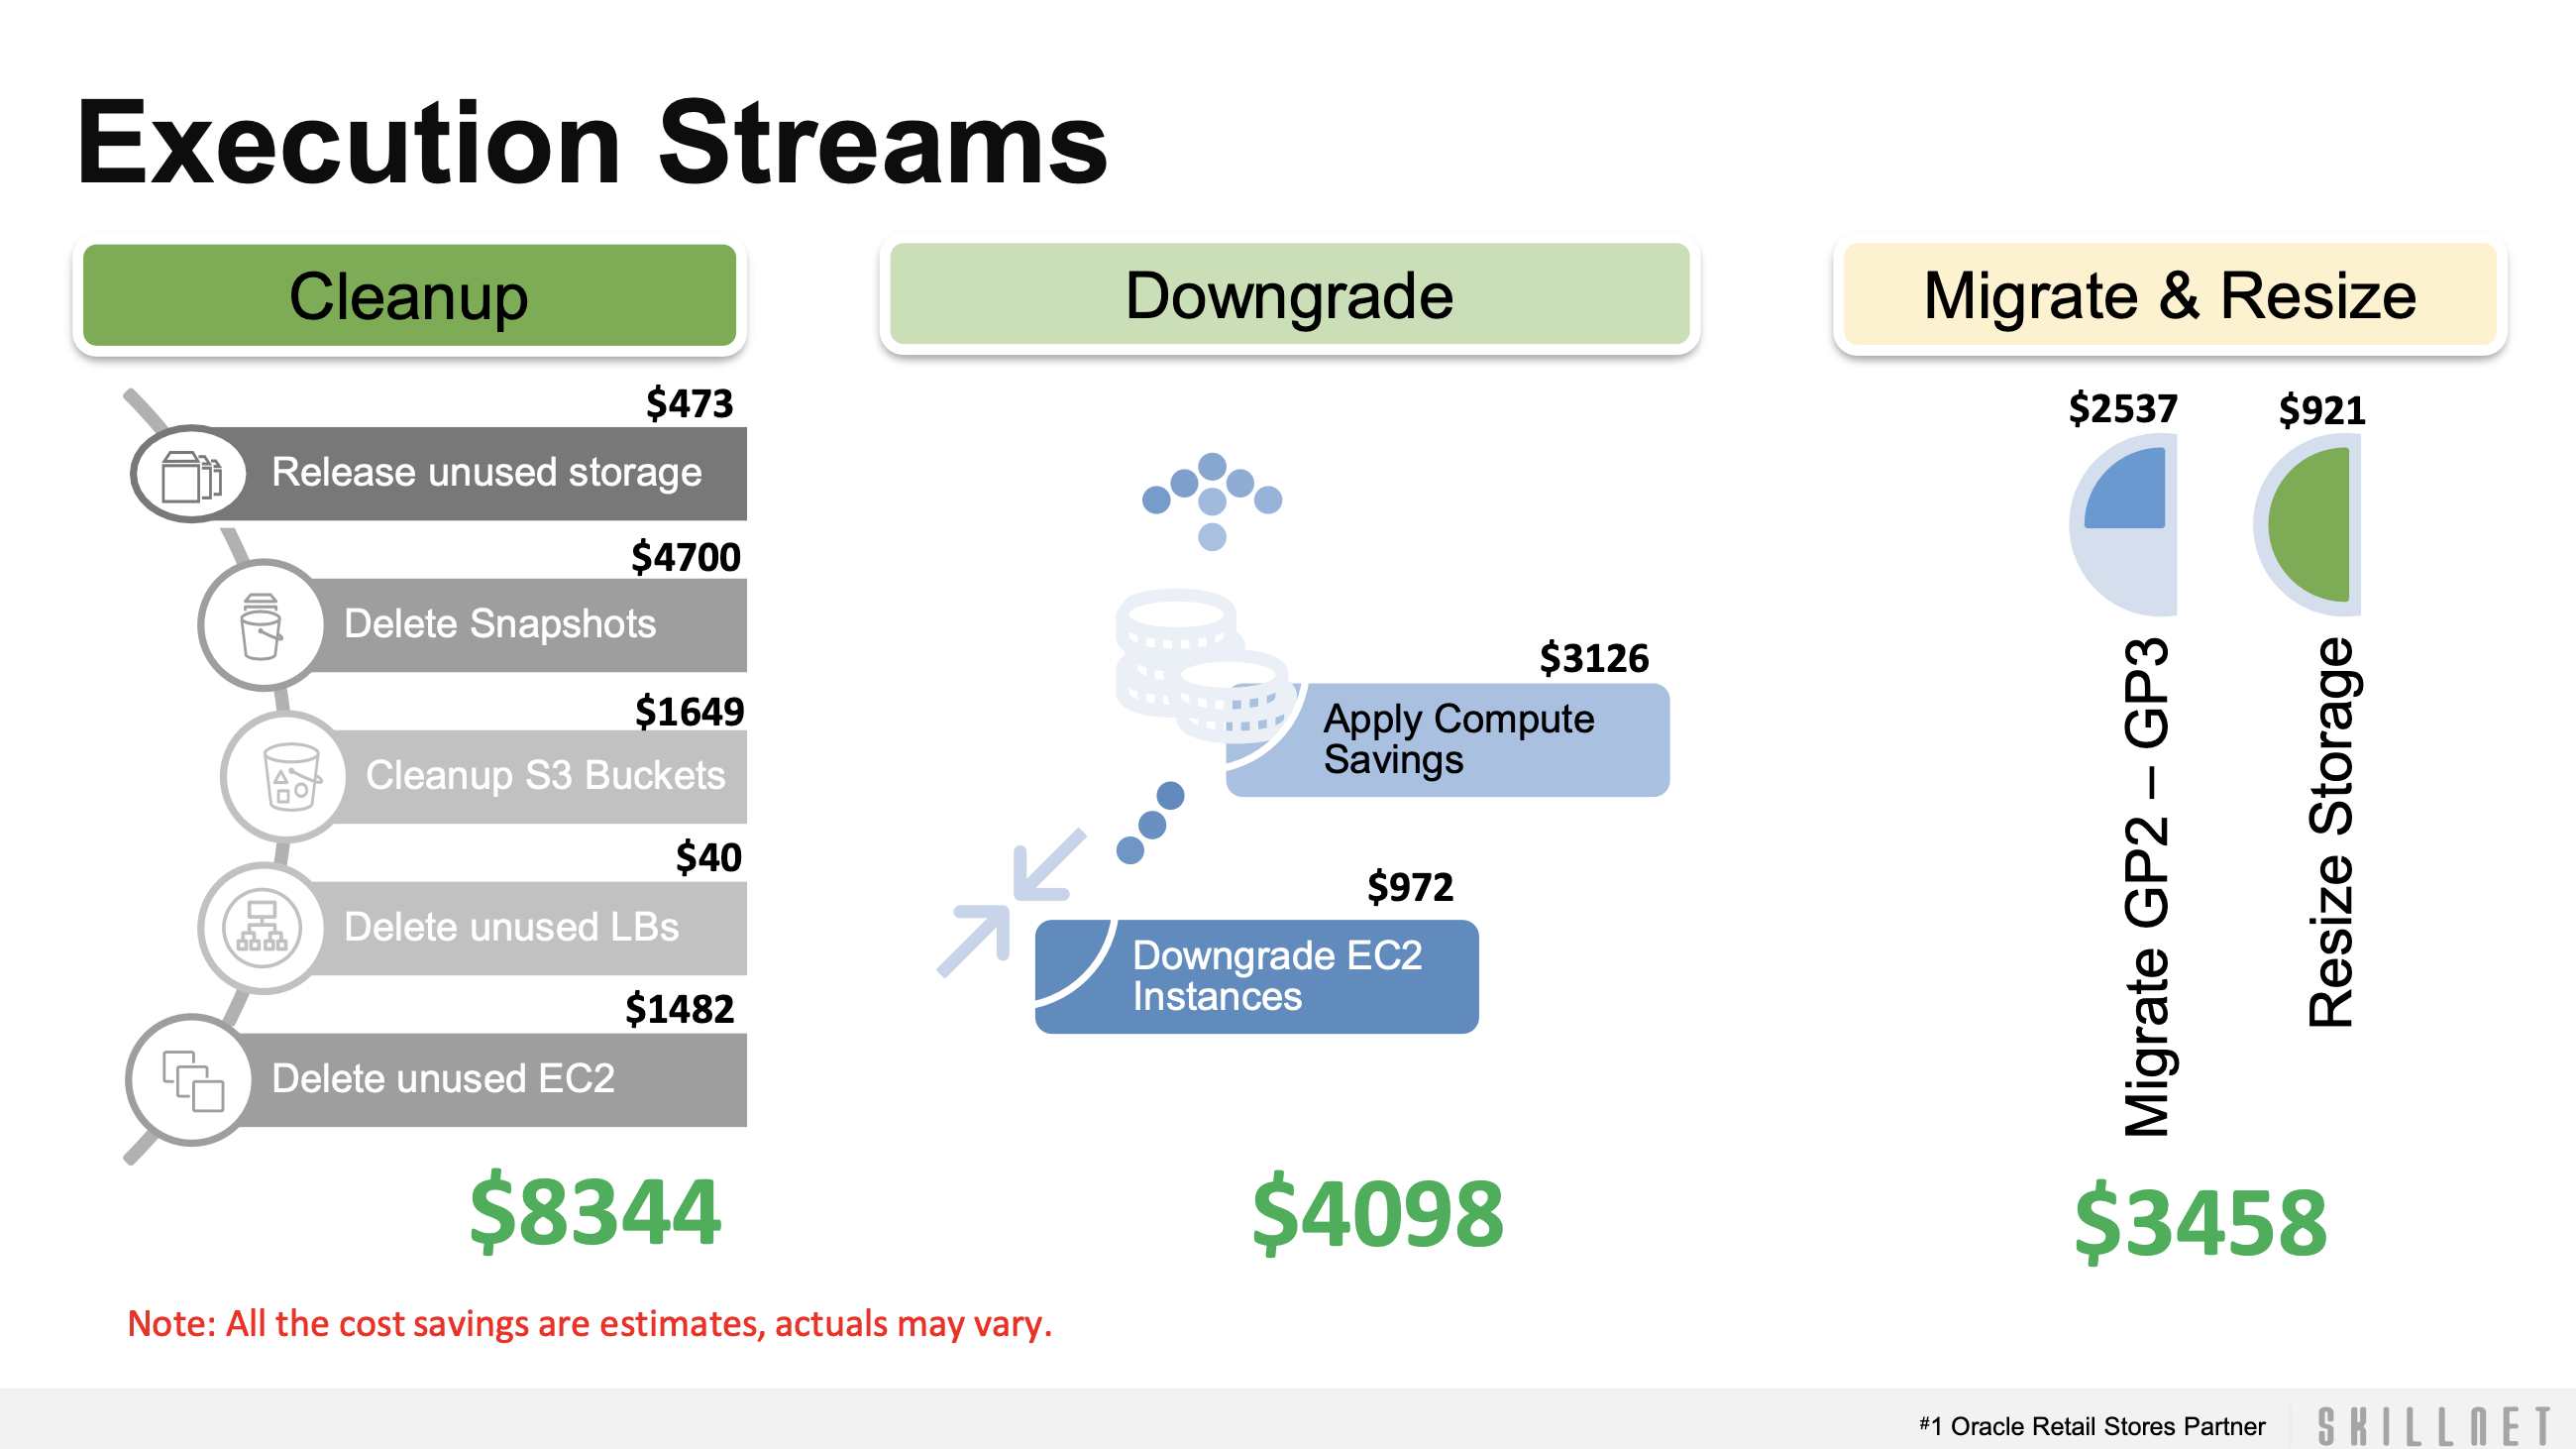 Execution Streams
Cleanup
$473
Release unused storage
$4700
Delete Snapshots
$1649
Cleanup S3 Buckets
$40
Delete unused LBs
$1482
Delete unused EC2
$8344
Downgrade
$3126
Apply Compute
Savings
$972
Downgrade EC2
Instances
$4098
Migrate & Resize
$2537
Migrate GP2 – GP3
$921
Resize Storage
$3458
Note: All the cost savings are estimates, actuals may vary.
#1 Oracle Retail Stores Partner
SKILLNET